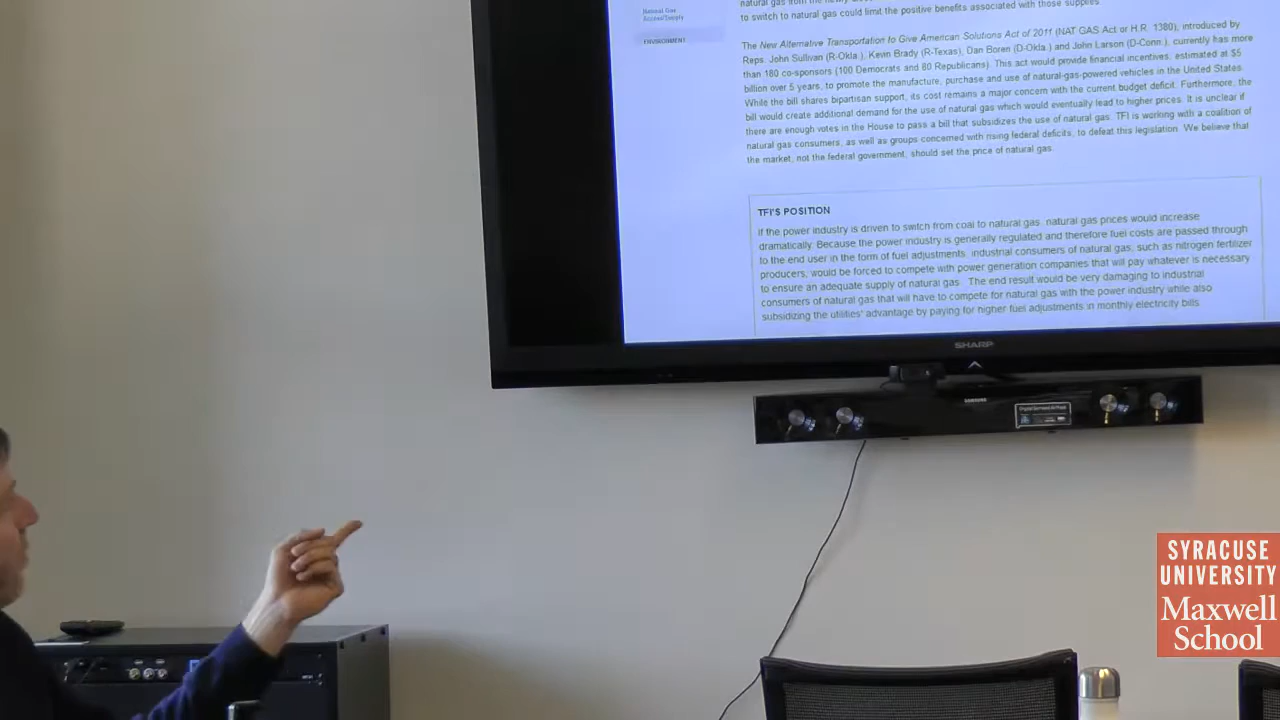 Natural Gas
Access/Supply
ENVIRONMENT
natural gas from the newly
to switch to natural gas could limit the positive benefits associated with those supplies.
The New Alternative Transportation to Give American Solutions Act of 2011 (NAT GAS Act or H.R. 1380), introduced by
Reps. John Sullivan (R-Okla.), Kevin Brady (R-Texas), Dan Boren (D-Okla.) and John Larson (D-Conn.), currently has more
than 180 co-sponsors (100 Democrats and 80 Republicans). This act would provide financial incentives, estimated at $5
billion over 5 years, to promote the manufacture, purchase and use of natural-gas-powered vehicles in the United States.
While the bill shares bipartisan support, its cost remains a major concern with the current budget deficit. Furthermore, the
bill would create additional demand for the use of natural gas which would eventually lead to higher prices. It is unclear if
there are enough votes in the House to pass a bill that subsidizes the use of natural gas. TFI is working with a coalition of
natural gas consumers, as well as groups concerned with rising federal deficits, to defeat this legislation. We believe that
the market, not the federal government, should set the price of natural gas.
TFI'S POSITION
If the power industry is driven to switch from coal to natural gas, natural gas prices would increase
dramatically. Because the power industry is generally regulated and therefore fuel costs are passed through
to the end user in the form of fuel adjustments, industrial consumers of natural gas, such as nitrogen fertilizer
producers, would be forced to compete with power generation companies that will pay whatever is necessary
to ensure an adequate supply of natural gas. The end result would be very damaging to industrial
consumers of natural gas that will have to compete for natural gas with the power industry while also
subsidizing the utilities' advantage by paying for higher fuel adjustments in monthly electricity bills
SHARP
SAMSUNG
SYRACUSE
UNIVERSITY
Maxwell
School